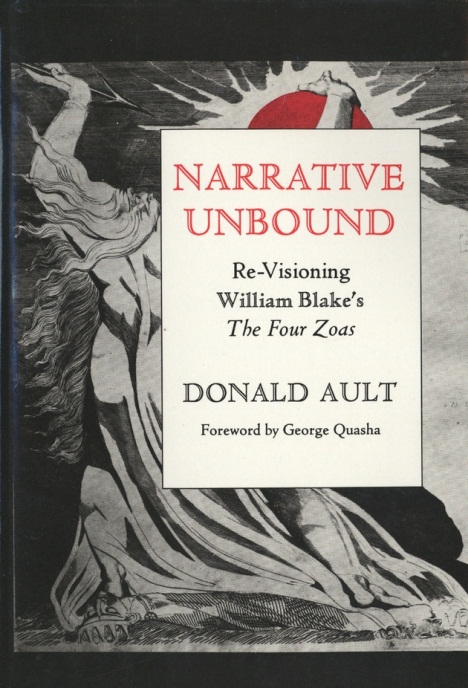 NARRATIVE
UNBOUND
Re-Visioning
William Blake's
The Four Zoas
DONALD AULT
Foreword by George Quasha